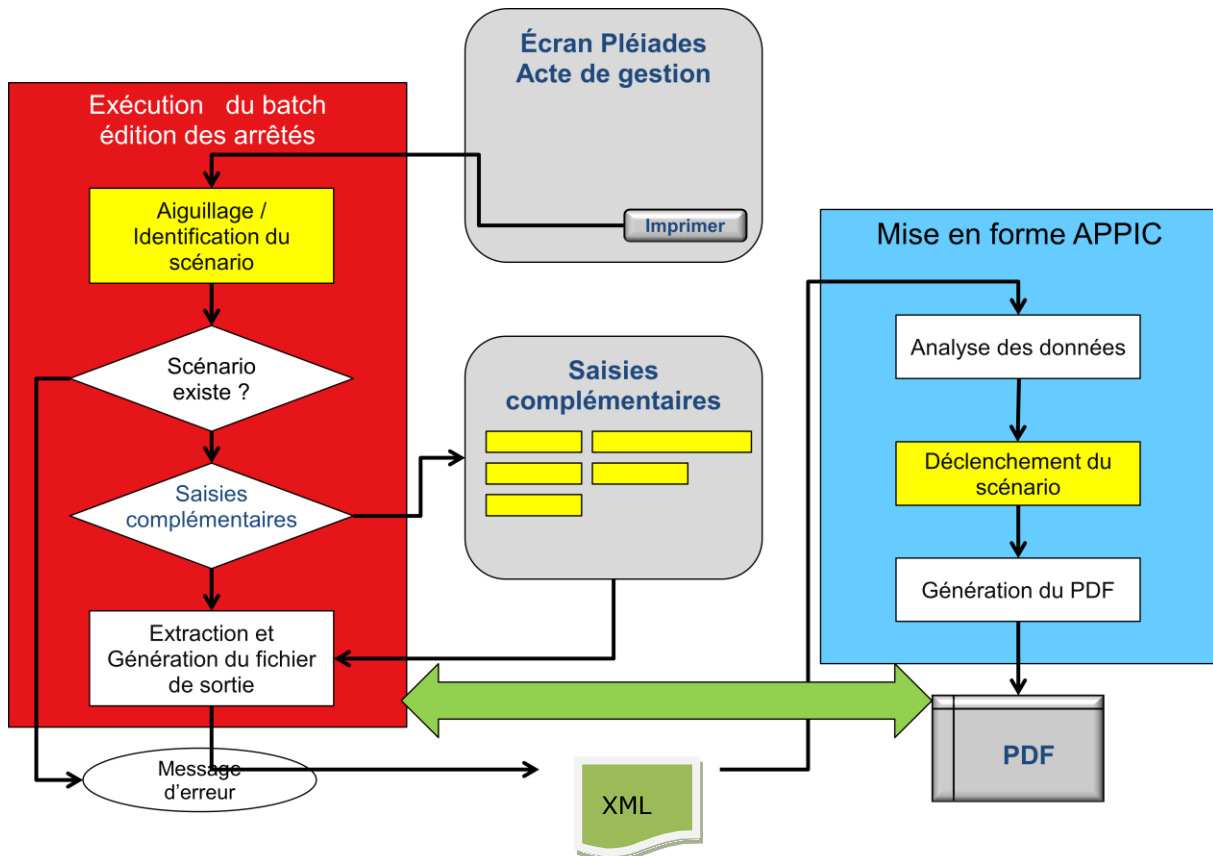 Écran Pléiades
Acte de gestion
Imprimer
Exécution du batch
édition des arrêtés
Aiguillage /
Identification du
scénario
Scénario
existe ?
Saisies
complémentaires
Extraction et
Génération du fichier
de sortie
Message
d'erreur
Saisies
complémentaires
XML
Mise en forme APPIC
Analyse des données
Déclenchement du
scénario
Génération du PDF
PDF